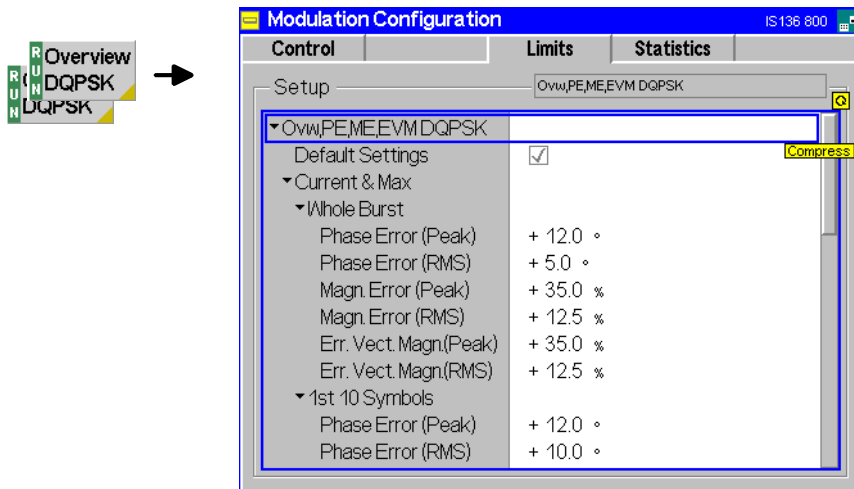 Modulation Configuration IS136 800
Control Limits Statistics
RUN Overview
DQPSK
RUN
DQPSK
Setup Ovw,PE,ME,EVM DQPSK
Q
Ovw,PE,ME,EVM DQPSK
Compress
Default Settings
Current & Max
Whole Burst
Phase Error (Peak) + 12.0 °
Phase Error (RMS) + 5.0 °
Magn. Error (Peak) + 35.0 %
Magn. Error (RMS) + 12.5 %
Err. Vect. Magn.(Peak) + 35.0 %
Err. Vect. Magn.(RMS) + 12.5 %
1st 10 Symbols
Phase Error (Peak) + 12.0 °
Phase Error (RMS) + 10.0 °